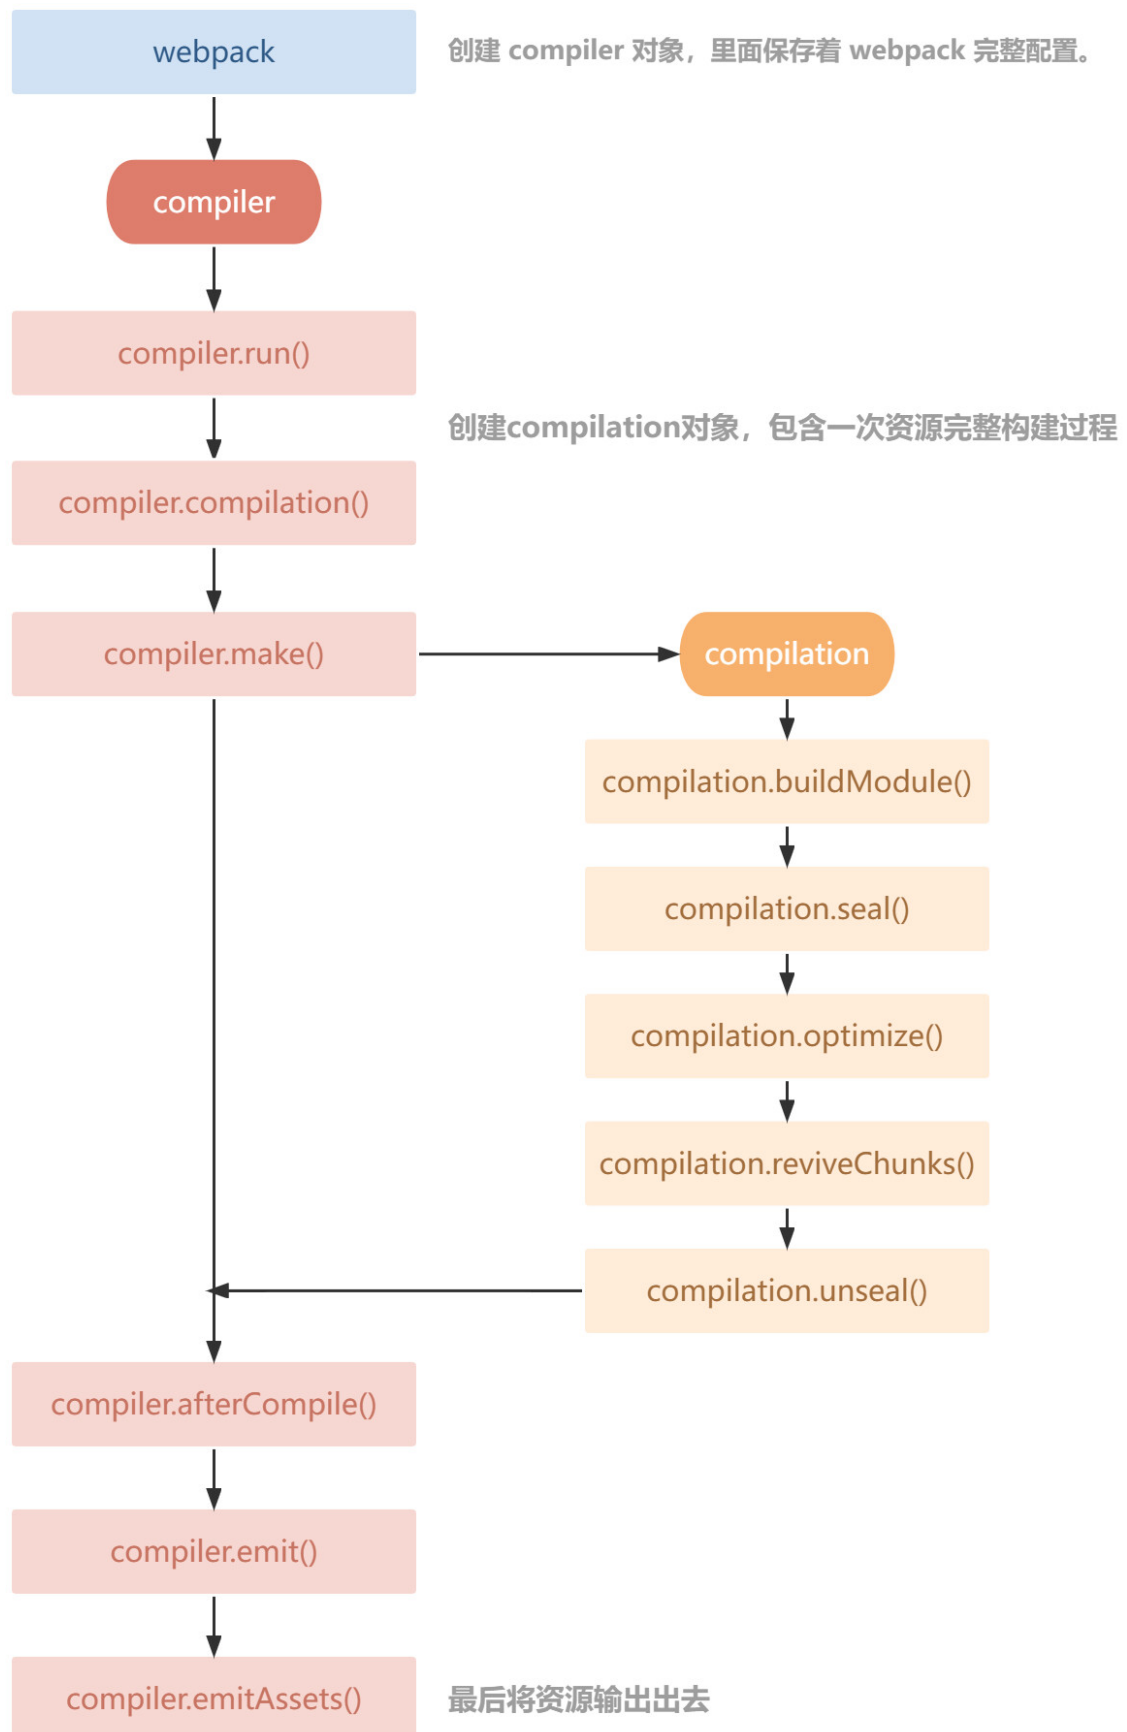 webpack
创建 compiler 对象，里面保存着 webpack 完整配置。
compiler
compiler.run()
创建compilation对象，包含一次资源完整构建过程
compiler.compilation()
compiler.make()
compilation
compilation.buildModule()
compilation.seal()
compilation.optimize()
compilation.reviveChunks()
compilation.unseal()
compiler.afterCompile()
compiler.emit()
compiler.emitAssets()
最后将资源输出出去